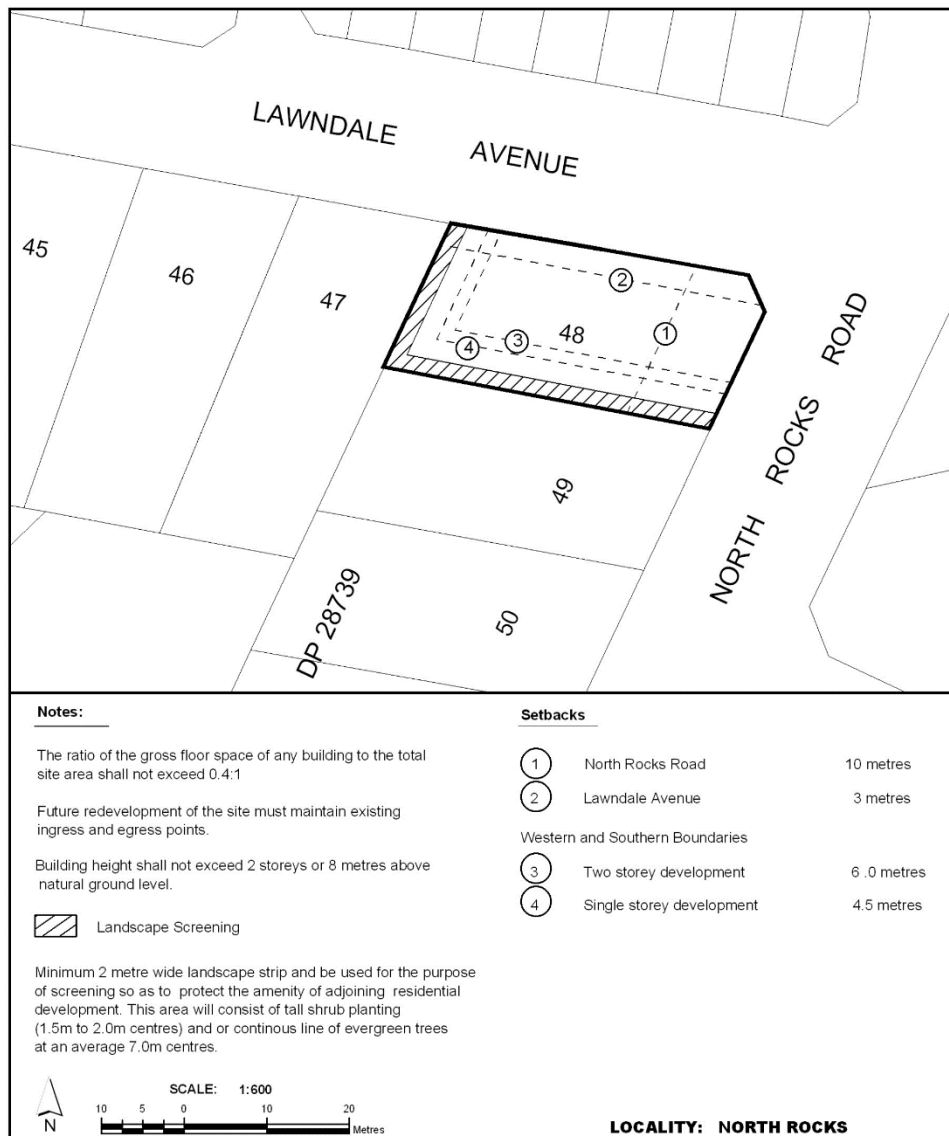 LAWNDALE AVENUE
45
46
47
2
1
48
3
4
NORTH ROCKS ROAD
49
50
DP 28739
Notes:
The ratio of the gross floor space of any building to the total
site area shall not exceed 0.4:1
Future redevelopment of the site must maintain existing
ingress and egress points.
Building height shall not exceed 2 storeys or 8 metres above
natural ground level.
Landscape Screening
Minimum 2 metre wide landscape strip and be used for the purpose
of screening so as to protect the amenity of adjoining residential
development. This area will consist of tall shrub planting
(1.5m to 2.0m centres) and or continous line of evergreen trees
at an average 7.0m centres.
Setbacks
1 North Rocks Road 10 metres
2 Lawndale Avenue 3 metres
Western and Southern Boundaries
3 Two storey development 6 .0 metres
4 Single storey development 4.5 metres
N
SCALE: 1:600
10 5 0 10 20
Metres
LOCALITY: NORTH ROCKS